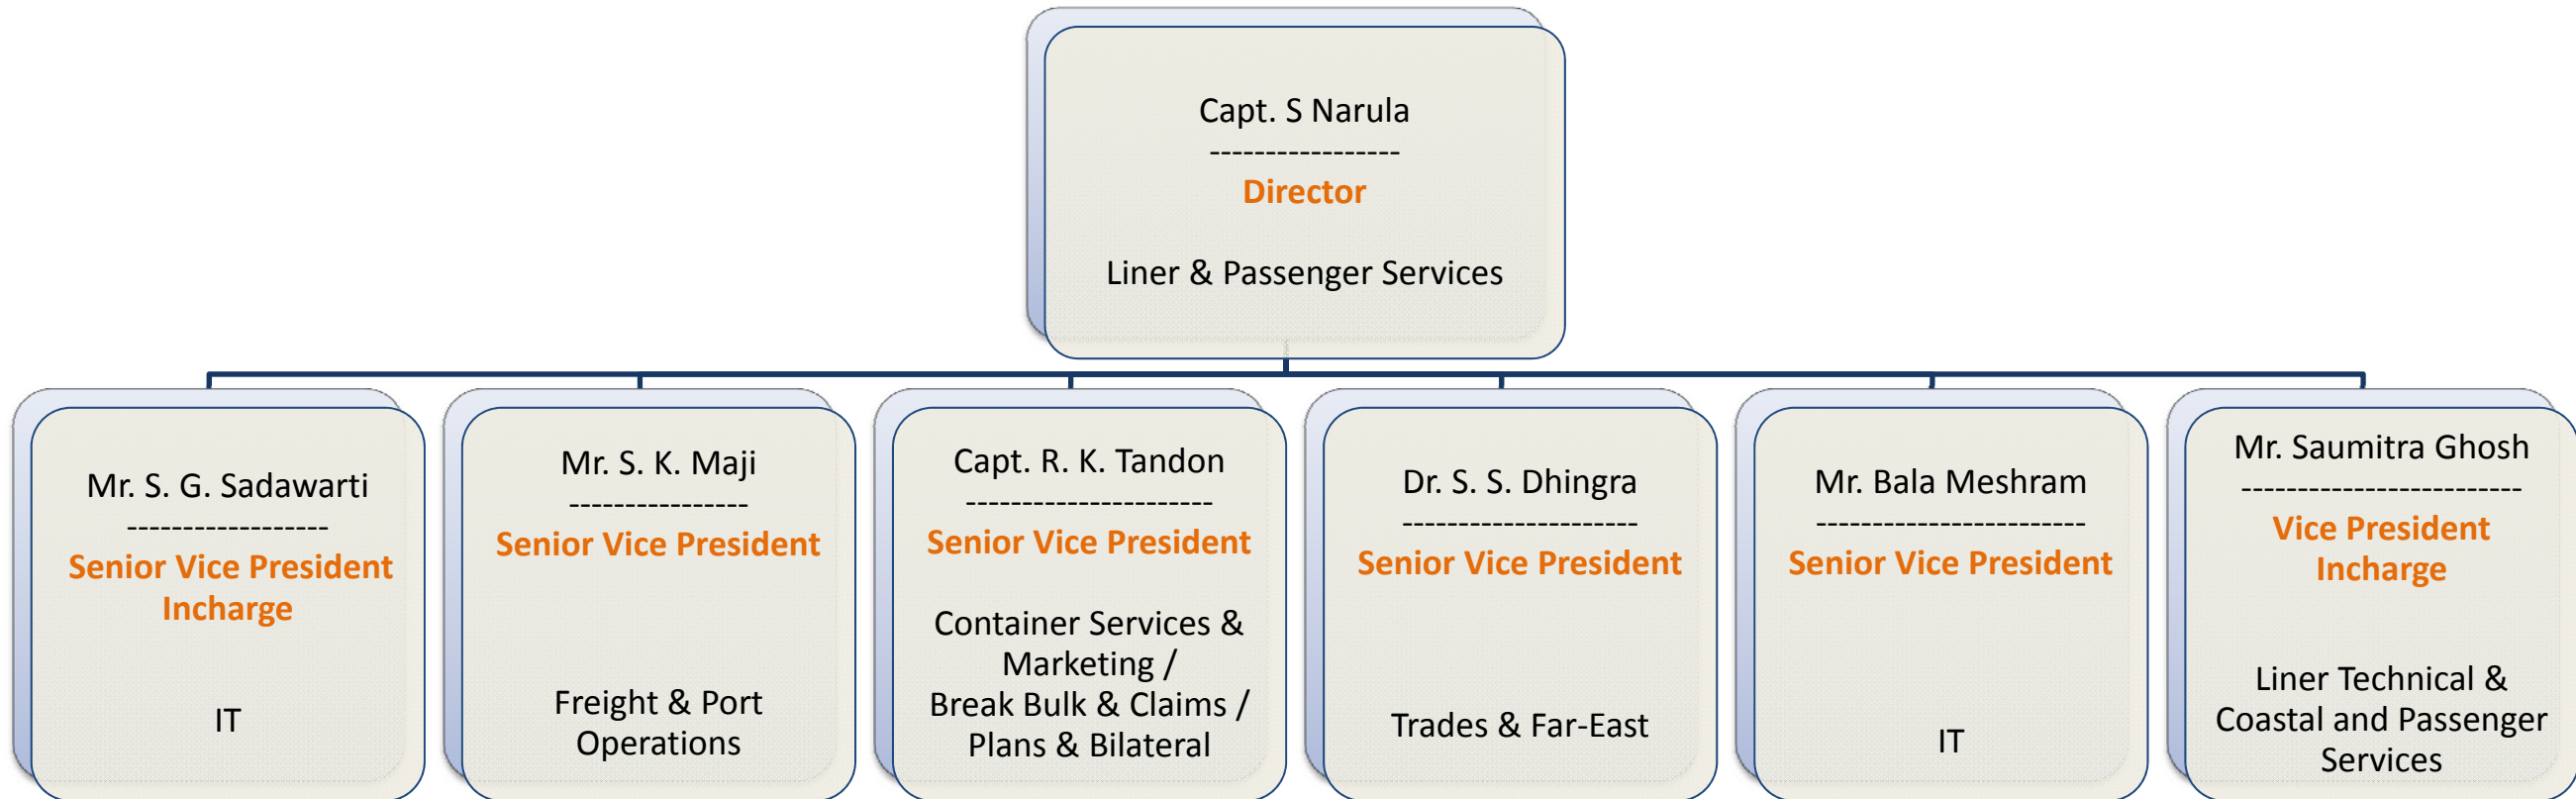 Capt. S Narula
-----------------
Director
Liner & Passenger Services
Mr. S. G. Sadawarti
------------------
Senior Vice President
Incharge
IT
Mr. S. K. Maji
----------------
Senior Vice President
Freight & Port
Operations
Capt. R. K. Tandon
----------------------
Senior Vice President
Container Services &
Marketing /
Break Bulk & Claims /
Plans & Bilateral
Dr. S. S. Dhingra
---------------------
Senior Vice President
Trades & Far-East
Mr. Bala Meshram
------------------------
Senior Vice President
IT
Mr. Saumitra Ghosh
-------------------------
Vice President
Incharge
Liner Technical &
Coastal and Passenger
Services